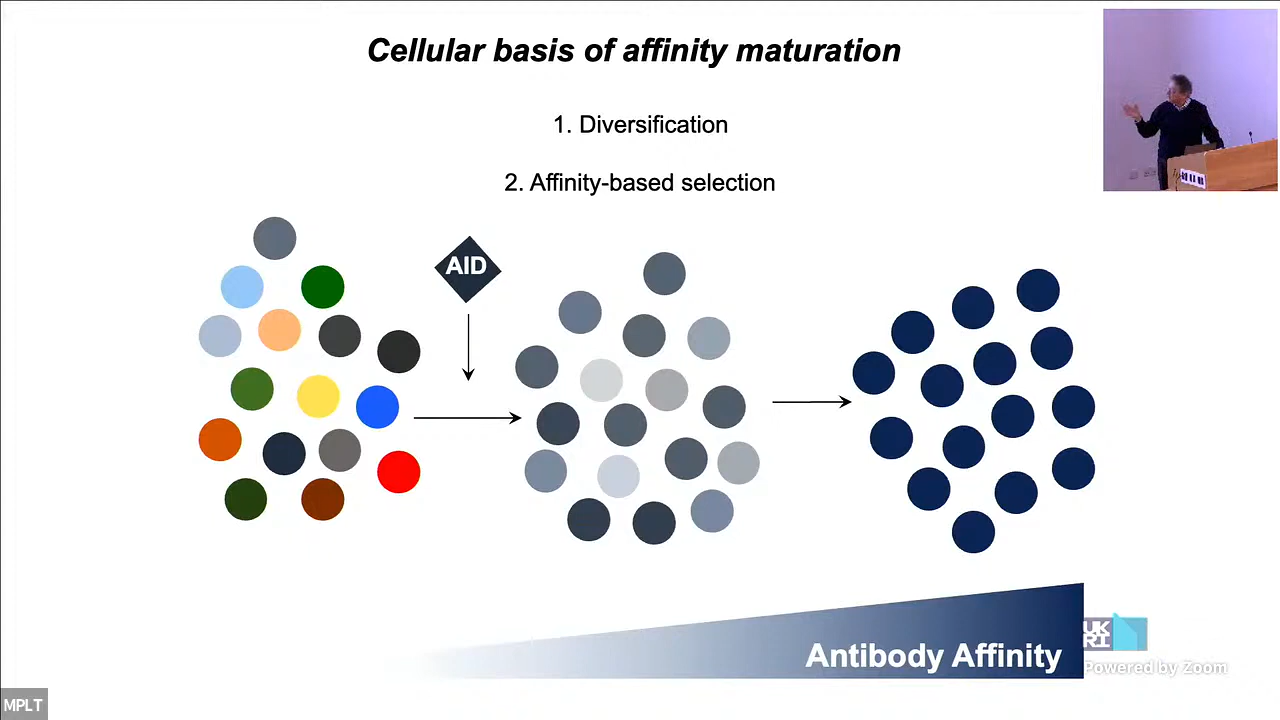 Cellular basis of affinity maturation
1. Diversification
2. Affinity-based selection
AID
Antibody Affinity
UK
RI
Powered by Zoom
MPLT